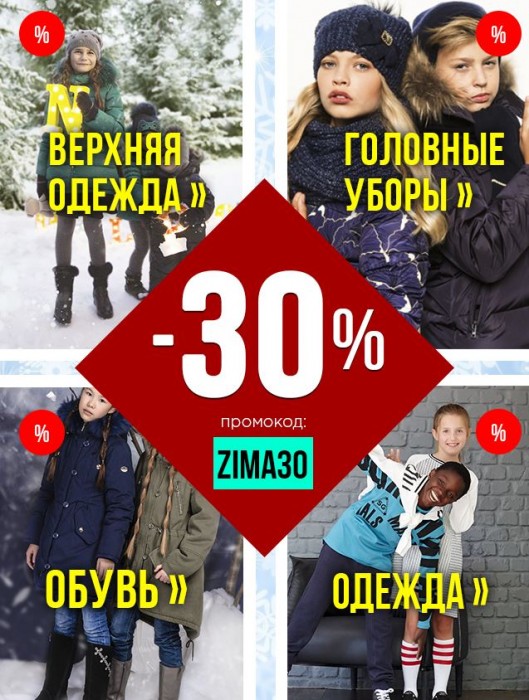 %
%
ВЕРХНЯЯ
ОДЕЖДА »
ГОЛОВНЫЕ
УБОРЫ »
-30%
промокод:
ZIMA30
%
%
ОБУВЬ »
ОДЕЖДА »